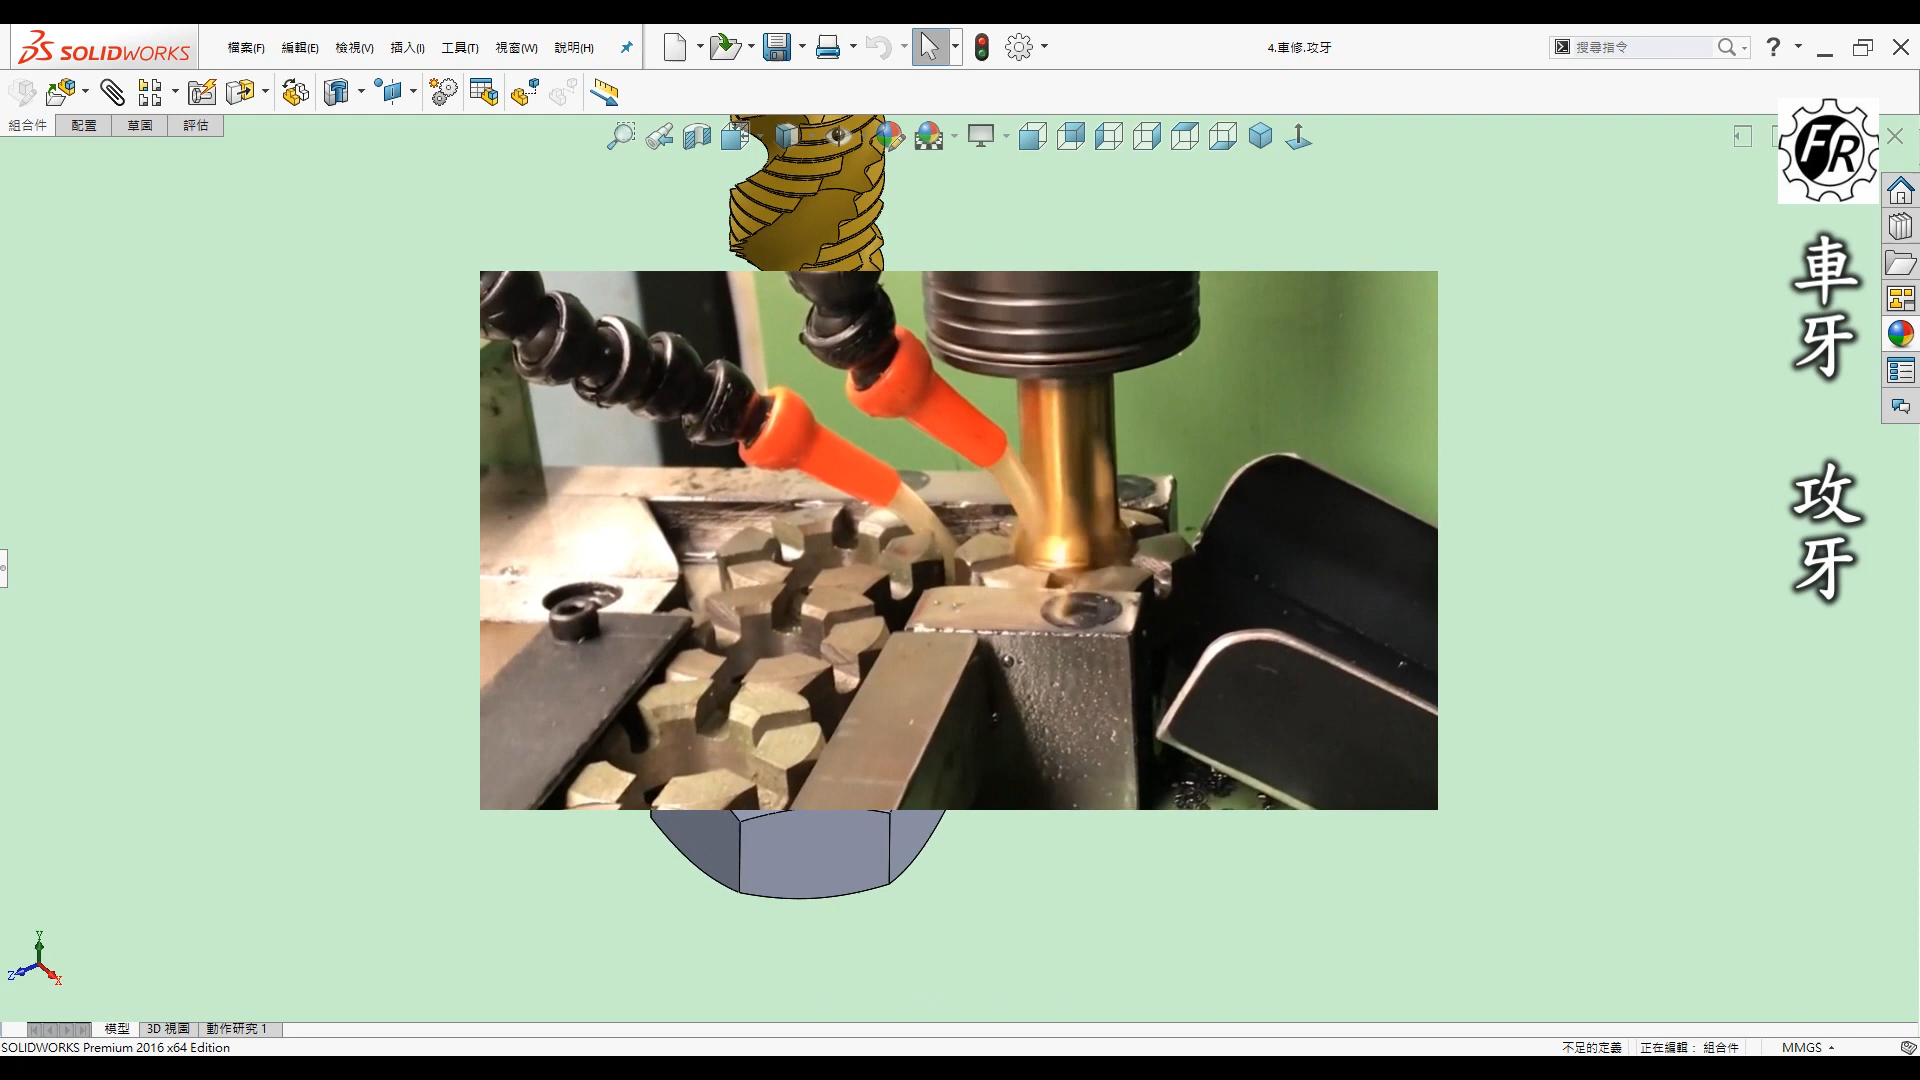 SOLIDWORKS
檔案(F) 編輯(E) 檢視(V) 插入(I) 工具(T) 視窗(W) 說明(H)
4.車修.攻牙
搜尋指令
組合件 配置 草圖 評估
FR
車牙
攻牙
Y
Z
X
模型 3D 視圖 動作研究 1
SOLIDWORKS Premium 2016 x64 Edition
不足的定義 正在編輯： 組合件 MMGS